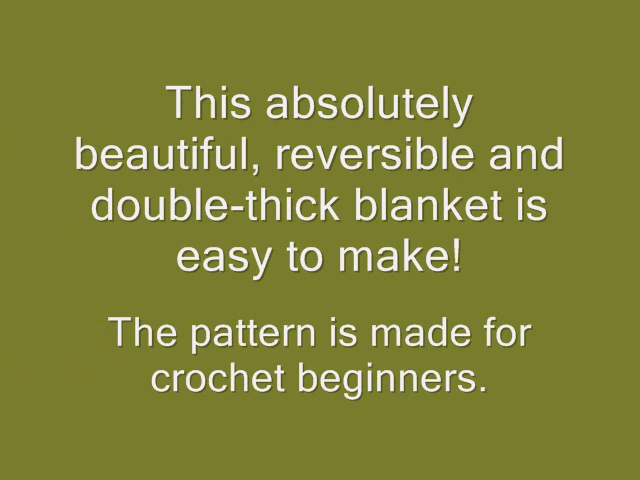 This absolutely
beautiful, reversible and
double-thick blanket is
easy to make!
The pattern is made for
crochet beginners.